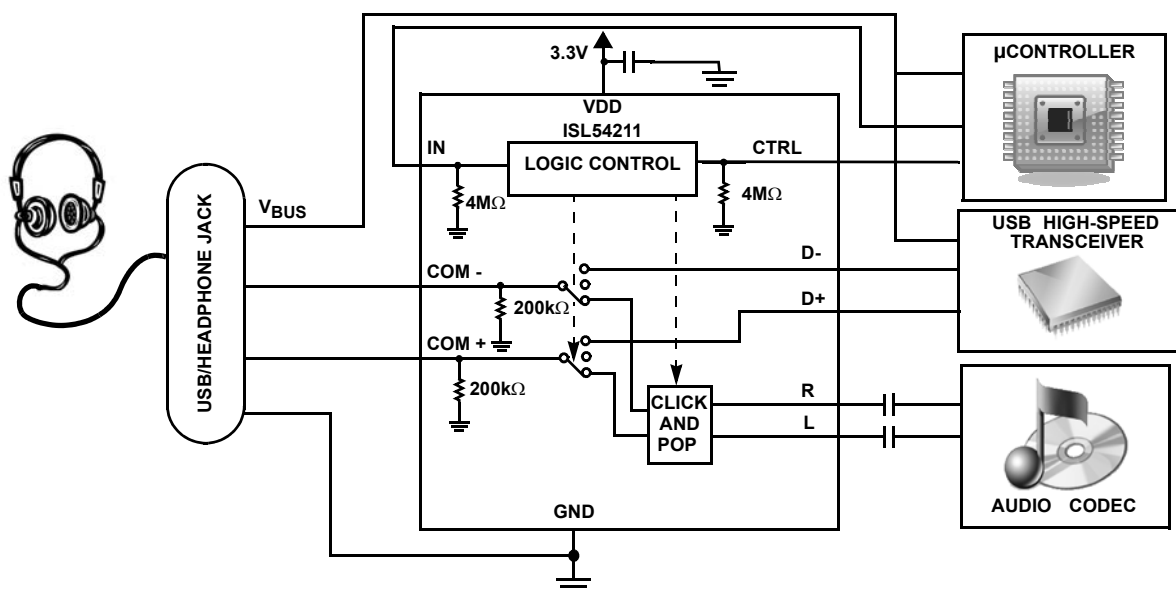 3.3V
µCONTROLLER
VDD
ISL54211
IN
LOGIC CONTROL
CTRL
4MΩ
4MΩ
USB/HEADPHONE JACK
VBUS
USB HIGH-SPEED
TRANSCEIVER
COM -
D-
200kΩ
D+
COM +
200kΩ
CLICK
AND
POP
R
L
AUDIO CODEC
GND